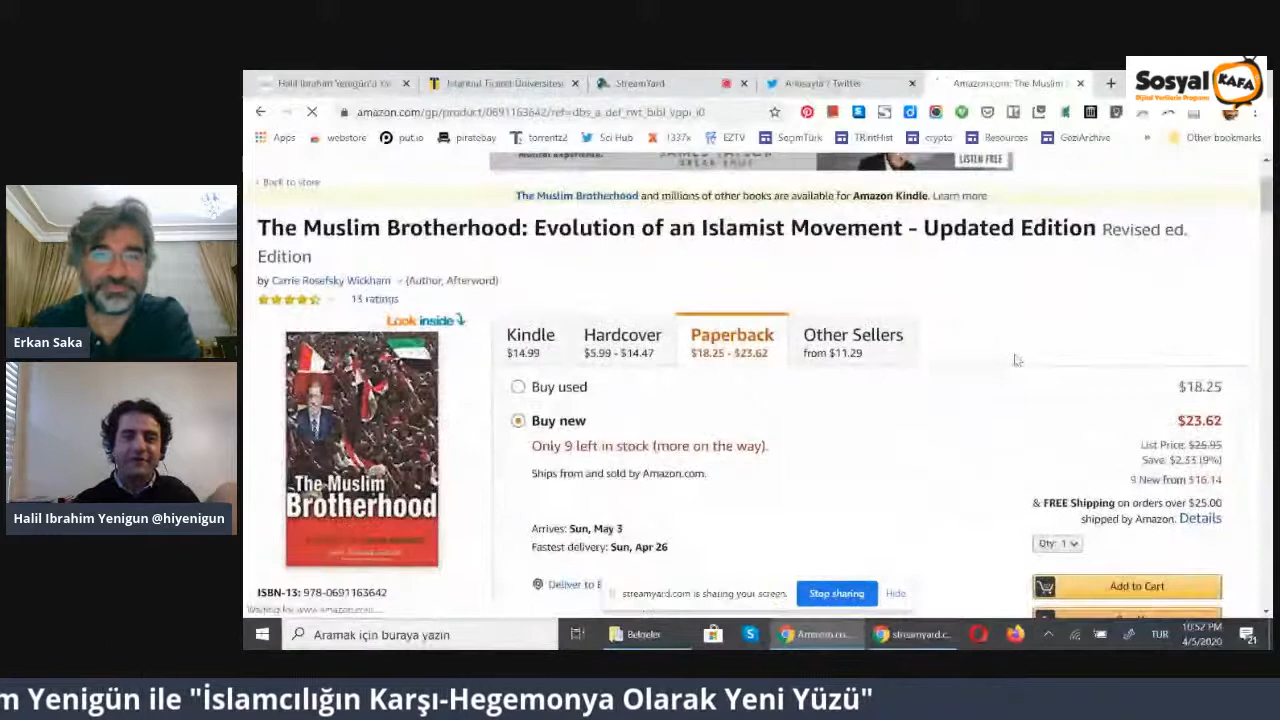 Sosyal KAFA
Halil Ibrahim Yenigün'ü
İstanbul Ticaret Üniversitesi
StreamYard
Anasayfa / Twitter
Amazon.com: The Muslim
amazon.com/gp/product/0691163642/ref=dbs_a_def_rwt_bibl_vppi_i0
Apps webstore put.io piratebay torrentz2 Sci Hub 1337x EZTV SeçimTürk TRIntHist crypto Resources GeziArchive » Other bookmarks
LISTEN FREE
‹ Back to store
The Muslim Brotherhood and millions of other books are available for Amazon Kindle. Learn more
The Muslim Brotherhood: Evolution of an Islamist Movement - Updated Edition Revised ed.
Edition
by Carrie Rosefsky Wickham (Author, Afterword)
13 ratings
Look inside
Kindle
$14.99
Hardcover
$5.99 - $14.47
Paperback
$18.25 - $23.62
Other Sellers
from $11.29
Buy used
$18.25
Buy new
$23.62
Only 9 left in stock (more on the way).
Ships from and sold by Amazon.com.
List Price: $25.95
Save: $2.33 (9%)
9 New from $16.14
& FREE Shipping on orders over $25.00
shipped by Amazon. Details
Arrives: Sun, May 3
Fastest delivery: Sun, Apr 26
Qty: 1
Deliver to
Add to Cart
The Muslim
Brotherhood
ISBN-13: 978-0691163642
streamyard.com is sharing your screen.
Stop sharing
Hide
Aramak için buraya yazın
Belgeler
streamyard.c...
TUR
10:52 PM
4/5/2020
21
Erkan Saka
Halil Ibrahim Yenigun @hiyenigun
m Yenigün ile "İslamcılığın Karşı-Hegemonya Olarak Yeni Yüzü"